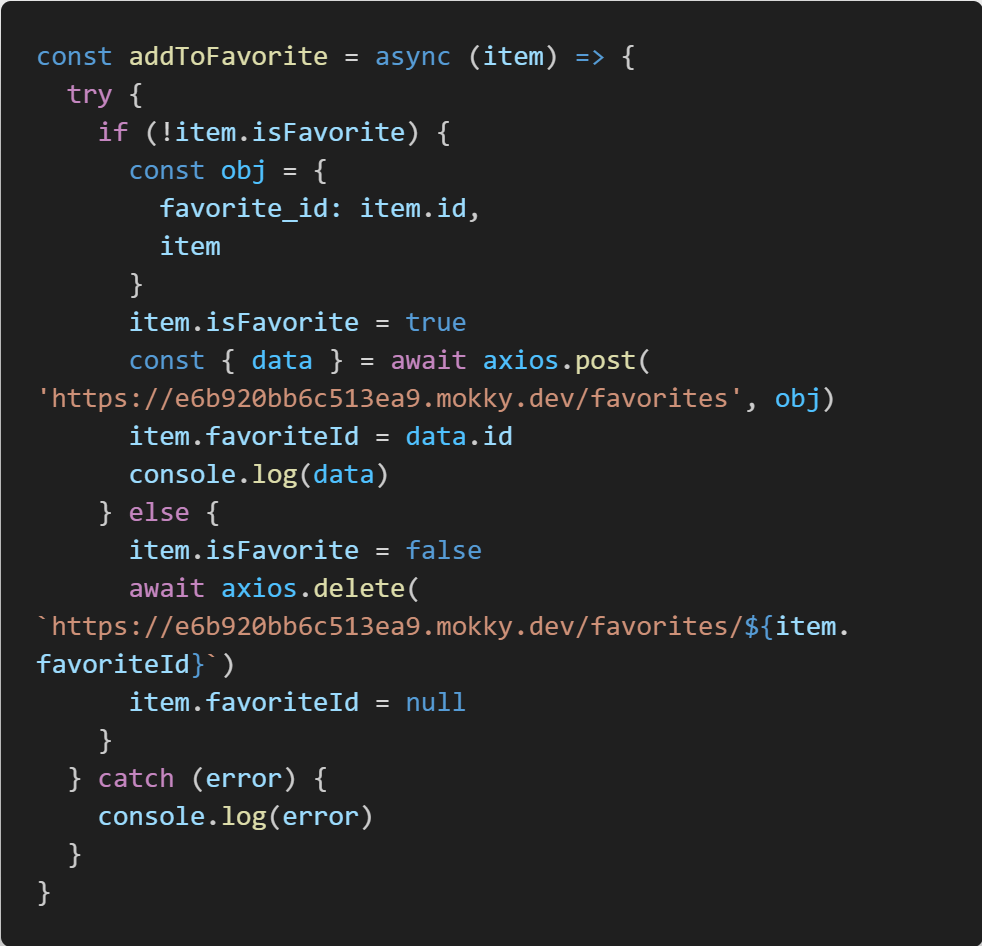 const addToFavorite = async (item) => {
  try {
    if (!item.isFavorite) {
      const obj = {
        favorite_id: item.id,
        item
      }
      item.isFavorite = true
      const { data } = await axios.post(
'https://e6b920bb6c513ea9.mokky.dev/favorites', obj)
      item.favoriteId = data.id
      console.log(data)
    } else {
      item.isFavorite = false
      await axios.delete(
`https://e6b920bb6c513ea9.mokky.dev/favorites/${item.
favoriteId}`)
      item.favoriteId = null
    }
  } catch (error) {
    console.log(error)
  }
}